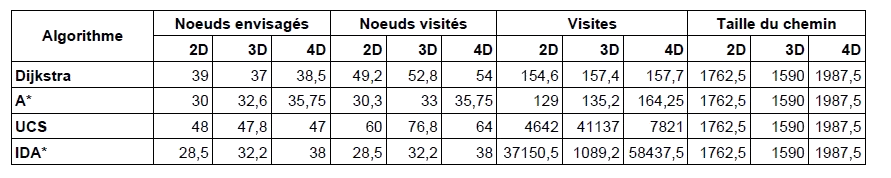 Algorithme Noeuds envisagés Noeuds visités Visites Taille du chemin
2D 3D 4D 2D 3D 4D 2D 3D 4D 2D 3D 4D
Dijkstra 39 37 38,5 49,2 52,8 54 154,6 157,4 157,7 1762,5 1590 1987,5
A* 30 32,6 35,75 30,3 33 35,75 129 135,2 164,25 1762,5 1590 1987,5
UCS 48 47,8 47 60 76,8 64 4642 41137 7821 1762,5 1590 1987,5
IDA* 28,5 32,2 38 28,5 32,2 38 37150,5 1089,2 58437,5 1762,5 1590 1987,5